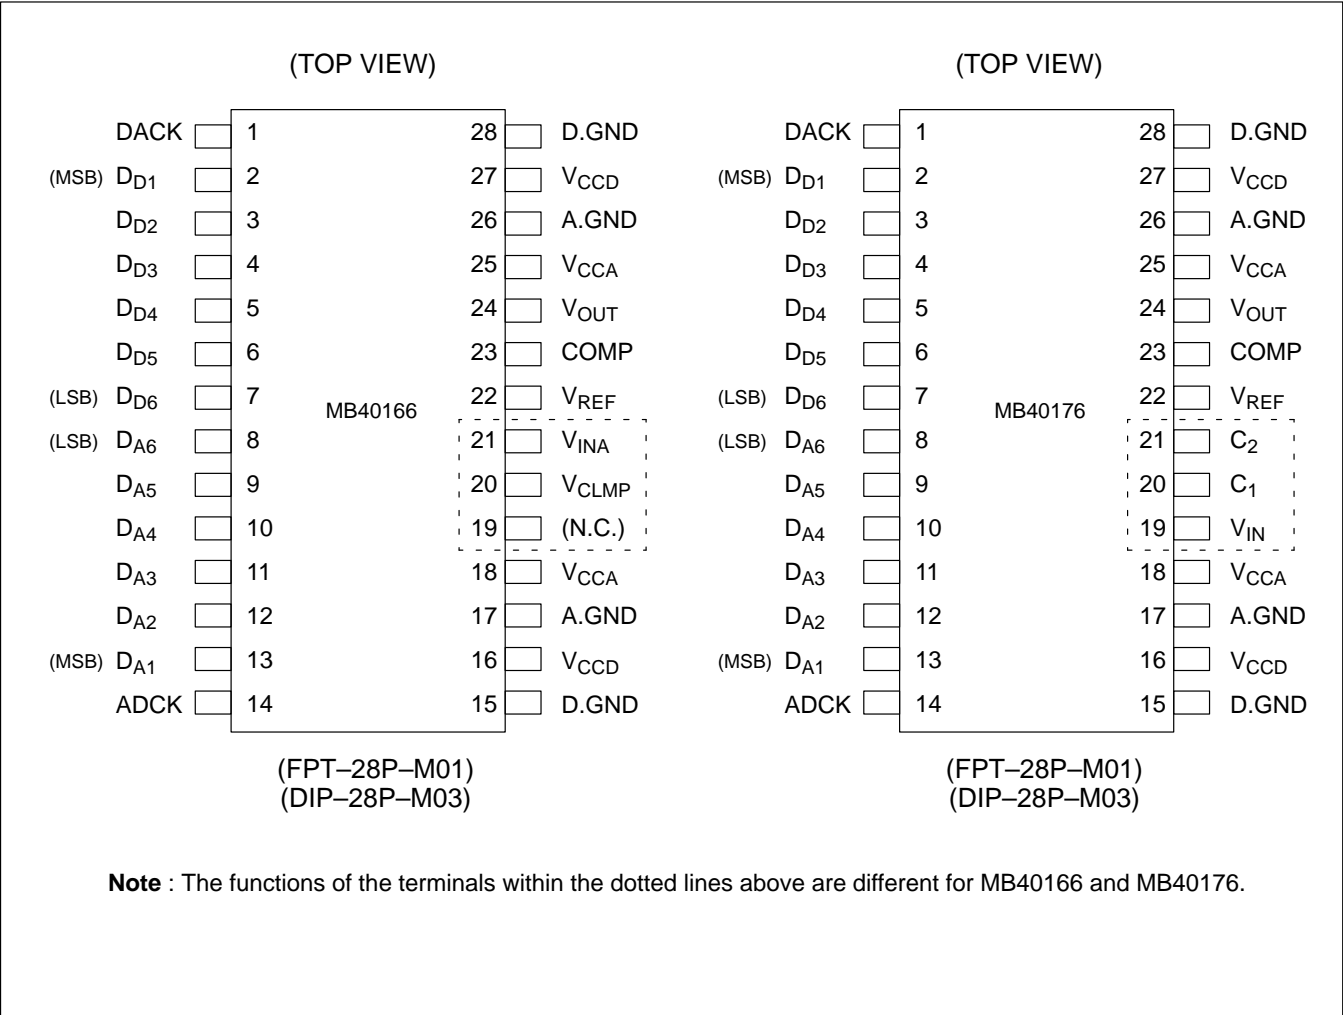 (TOP VIEW) (TOP VIEW)
DACK 1 28 D.GND DACK 1 28 D.GND
(MSB) DD1 2 27 VCCD (MSB) DD1 2 27 VCCD
DD2 3 26 A.GND DD2 3 26 A.GND
DD3 4 25 VCCA DD3 4 25 VCCA
DD4 5 24 VOUT DD4 5 24 VOUT
DD5 6 23 COMP DD5 6 23 COMP
(LSB) DD6 7 22 VREF (LSB) DD6 7 22 VREF
MB40166 MB40176
(LSB) DA6 8 21 VINA (LSB) DA6 8 21 C2
DA5 9 20 VCLMP DA5 9 20 C1
DA4 10 19 (N.C.) DA4 10 19 VIN
DA3 11 18 VCCA DA3 11 18 VCCA
DA2 12 17 A.GND DA2 12 17 A.GND
(MSB) DA1 13 16 VCCD (MSB) DA1 13 16 VCCD
ADCK 14 15 D.GND ADCK 14 15 D.GND
(FPT–28P–M01) (FPT–28P–M01)
(DIP–28P–M03) (DIP–28P–M03)
Note : The functions of the terminals within the dotted lines above are different for MB40166 and MB40176.